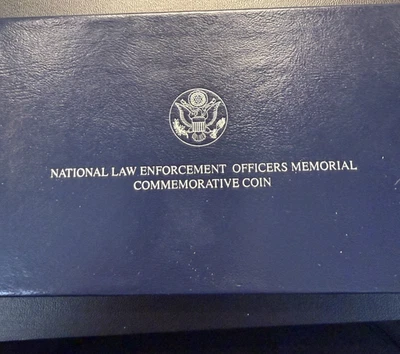 NATIONAL LAW ENFORCEMENT OFFICERS MEMORIAL
COMMEMORATIVE COIN